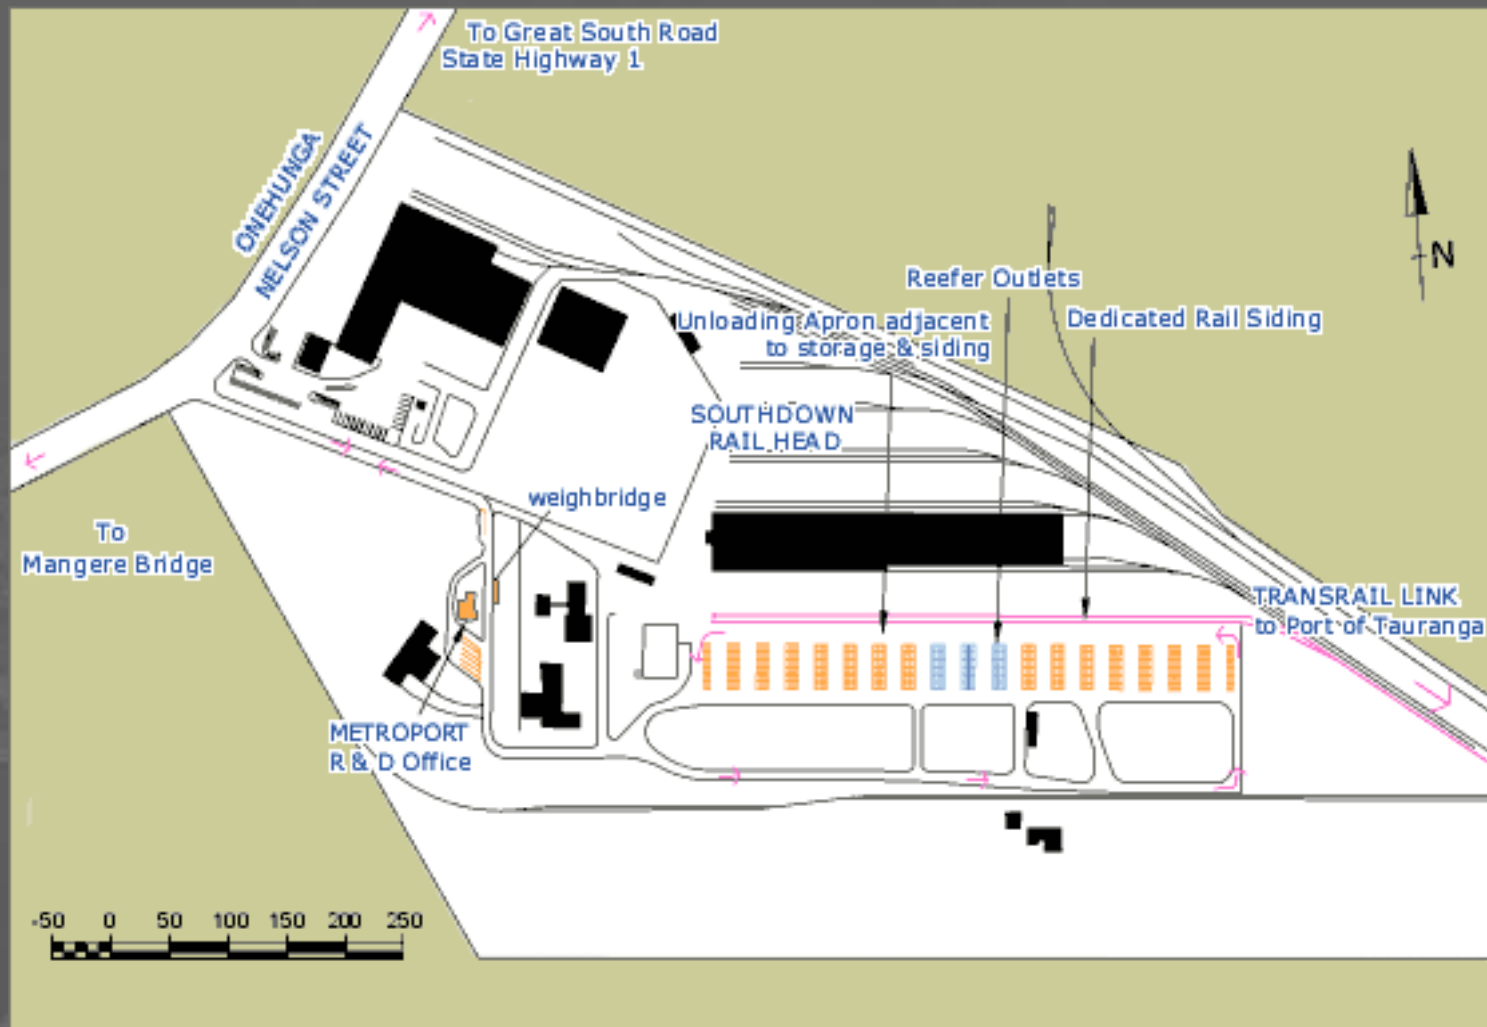 To Great South Road
State Highway 1
ONEHUNGA
NELSON STREET
N
Reefer Outlets
Unloading Apron adjacent
to storage & siding
Dedicated Rail Siding
SOUTHDOWN
RAIL HEAD
weighbridge
To
Mangere Bridge
TRANSRAIL LINK
to Port of Tauranga
METROPORT
R & D Office
-50 0 50 100 150 200 250